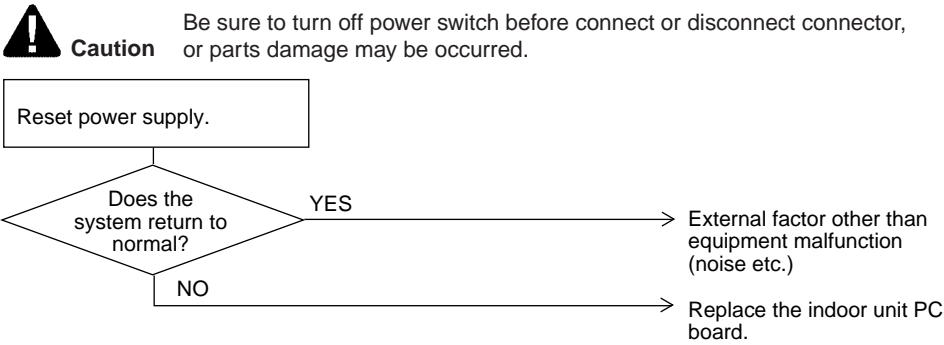 Be sure to turn off power switch before connect or disconnect connector,
Caution or parts damage may be occurred.
Reset power supply.
Does the
system return to
normal?
YES
External factor other than
equipment malfunction
(noise etc.)
NO
Replace the indoor unit PC
board.